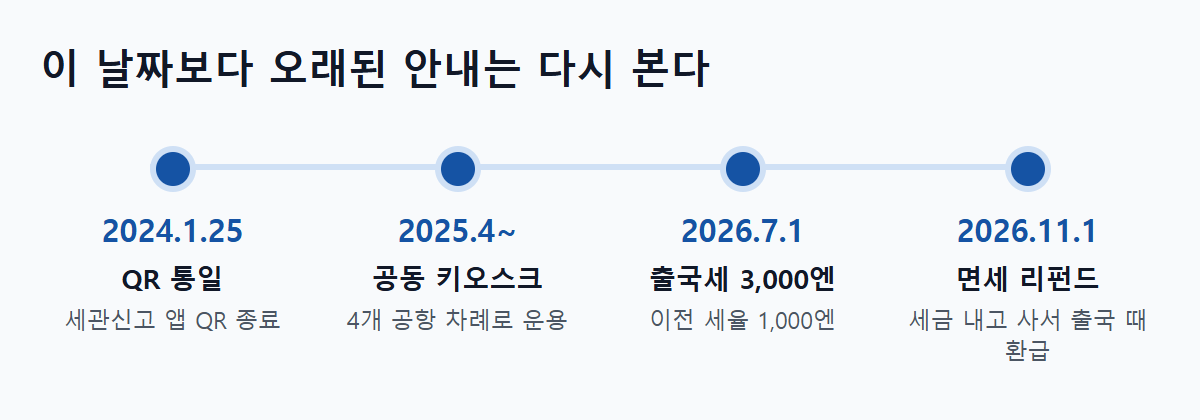 이 날짜보다 오래된 안내는 다시 본다
2024.1.25
QR 통일
세관신고 앱 QR 종료
2025.4~
공동 키오스크
4개 공항 차례로 운용
2026.7.1
출국세 3,000엔
이전 세율 1,000엔
2026.11.1
면세 리펀드
세금 내고 사서 출국 때
환급